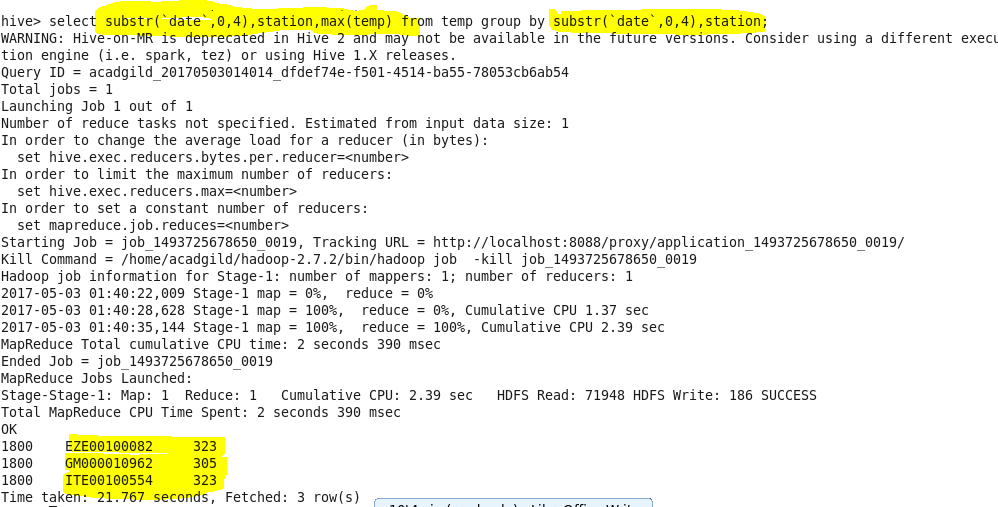 hive> select substr(`date`,0,4),station,max(temp) from temp group by substr(`date`,0,4),station;
WARNING: Hive-on-MR is deprecated in Hive 2 and may not be available in the future versions. Consider using a different execu
tion engine (i.e. spark, tez) or using Hive 1.X releases.
Query ID = acadgild_20170503014014_dfdef74e-f501-4514-ba55-78053cb6ab54
Total jobs = 1
Launching Job 1 out of 1
Number of reduce tasks not specified. Estimated from input data size: 1
In order to change the average load for a reducer (in bytes):
  set hive.exec.reducers.bytes.per.reducer=<number>
In order to limit the maximum number of reducers:
  set hive.exec.reducers.max=<number>
In order to set a constant number of reducers:
  set mapreduce.job.reduces=<number>
Starting Job = job_1493725678650_0019, Tracking URL = http://localhost:8088/proxy/application_1493725678650_0019/
Kill Command = /home/acadgild/hadoop-2.7.2/bin/hadoop job  -kill job_1493725678650_0019
Hadoop job information for Stage-1: number of mappers: 1; number of reducers: 1
2017-05-03 01:40:22,009 Stage-1 map = 0%,  reduce = 0%
2017-05-03 01:40:28,628 Stage-1 map = 100%,  reduce = 0%, Cumulative CPU 1.37 sec
2017-05-03 01:40:35,144 Stage-1 map = 100%,  reduce = 100%, Cumulative CPU 2.39 sec
MapReduce Total cumulative CPU time: 2 seconds 390 msec
Ended Job = job_1493725678650_0019
MapReduce Jobs Launched:
Stage-Stage-1: Map: 1  Reduce: 1   Cumulative CPU: 2.39 sec   HDFS Read: 71948 HDFS Write: 186 SUCCESS
Total MapReduce CPU Time Spent: 2 seconds 390 msec
OK
1800    EZE00100082     323
1800    GM000010962     305
1800    ITE00100554     323
Time taken: 21.767 seconds, Fetched: 3 row(s)